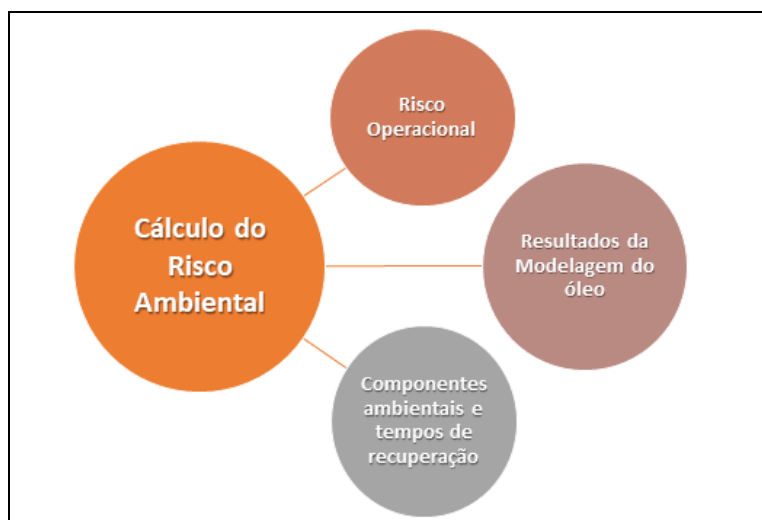 Cálculo do
Risco
Ambiental
Risco
Operacional
Resultados da
Modelagem do
óleo
Componentes
ambientais e
tempos de
recuperação